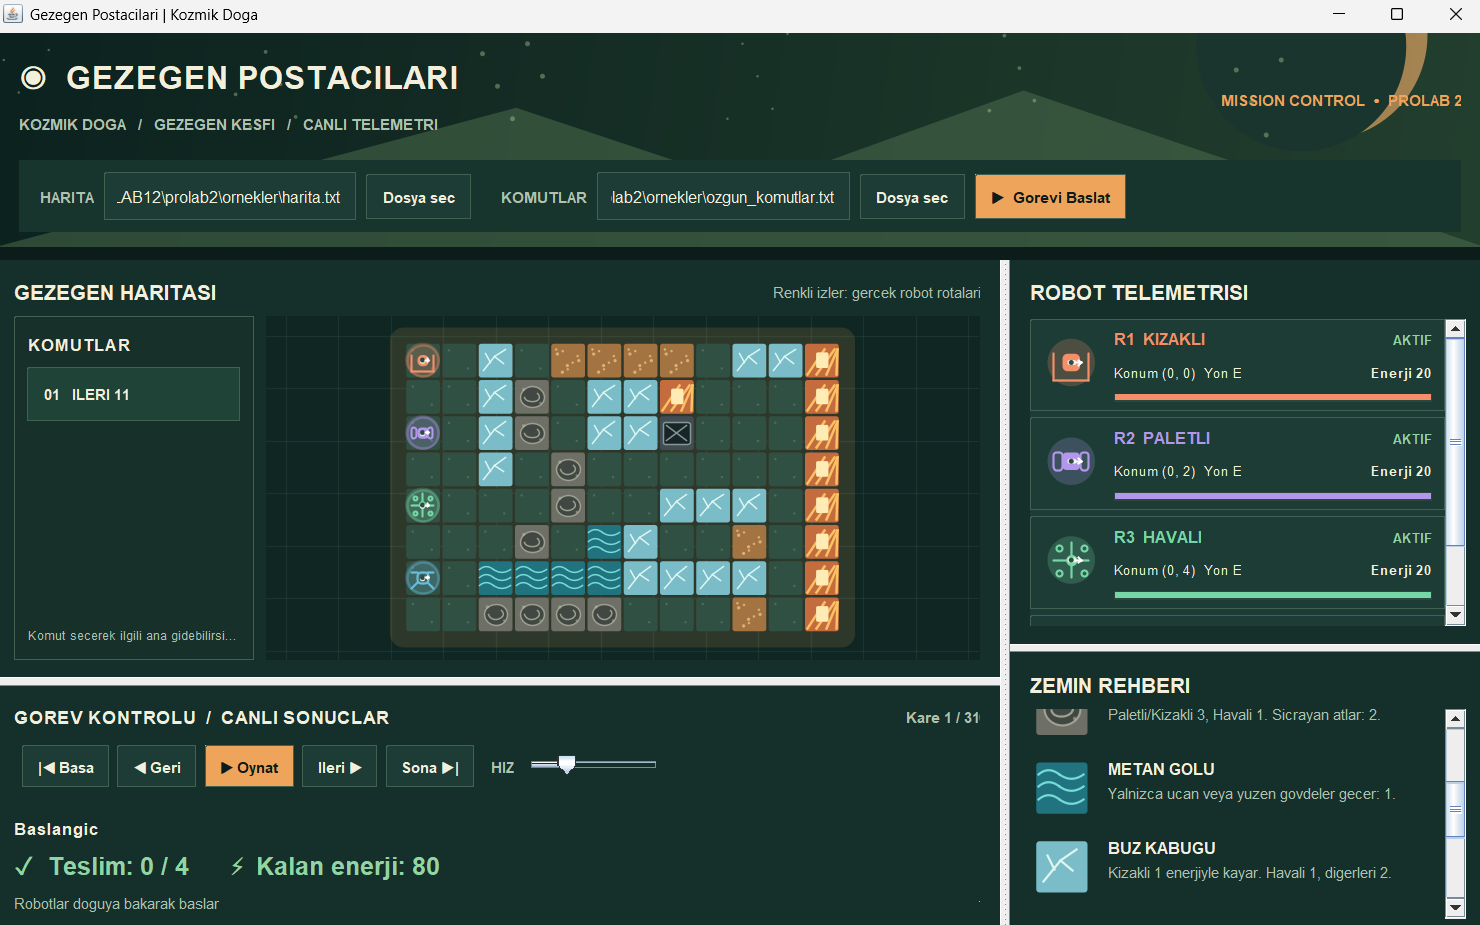 Gezegen Postacilari | Kozmik Doga
GEZEGEN POSTACILARI
MISSION CONTROL • PROLAB 2
KOZMIK DOGA / GEZEGEN KESFI / CANLI TELEMETRI
HARITA
.AB12\prolab2\ornekler\harita.txt
Dosya sec
KOMUTLAR
lab2\ornekler\ozgun_komutlar.txt
Dosya sec
Gorevi Baslat
GEZEGEN HARITASI
Renkli izler: gercek robot rotalari
KOMUTLAR
01 ILERI 11
Komut secerek ilgili ana gidebilirsi...
ROBOT TELEMETRISI
R1 KIZAKLI
AKTIF
Konum (0, 0) Yon E
Enerji 20
R2 PALETLI
AKTIF
Konum (0, 2) Yon E
Enerji 20
R3 HAVALI
AKTIF
Konum (0, 4) Yon E
Enerji 20
GOREV KONTROLU / CANLI SONUCLAR
Kare 1 / 31
|◀ Basa
◀ Geri
▶ Oynat
Ileri ▶
Sona ▶|
HIZ
Baslangic
✓ Teslim: 0 / 4
⚡ Kalan enerji: 80
Robotlar doguya bakarak baslar
ZEMIN REHBERI
Paletli/Kizakli 3, Havali 1. Sicrayan atlar: 2.
METAN GOLU
Yalnizca ucan veya yuzen govdeler gecer: 1.
BUZ KABUGU
Kizakli 1 enerjiyle kayar. Havali 1, digerleri 2.